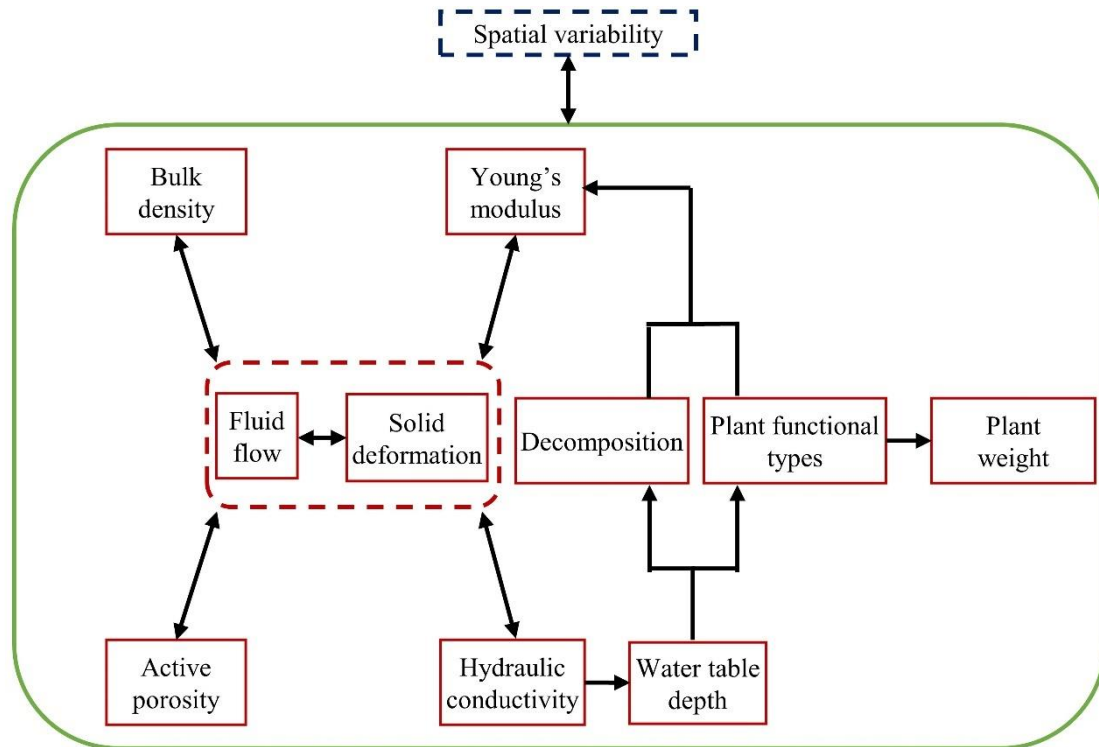 Spatial variability
Bulk
density
Young’s
modulus
Fluid
flow
Solid
deformation
Decomposition
Plant functional
types
Plant
weight
Active
porosity
Hydraulic
conductivity
Water table
depth